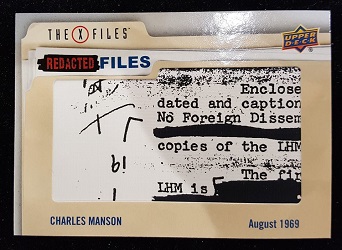 THE X FILES
UPPER DECK
REDACTED FILES
Enclose
dated and caption
No Foreign Dissem
copies of the LHM
The fir
LHM is
CHARLES MANSON
August 1969